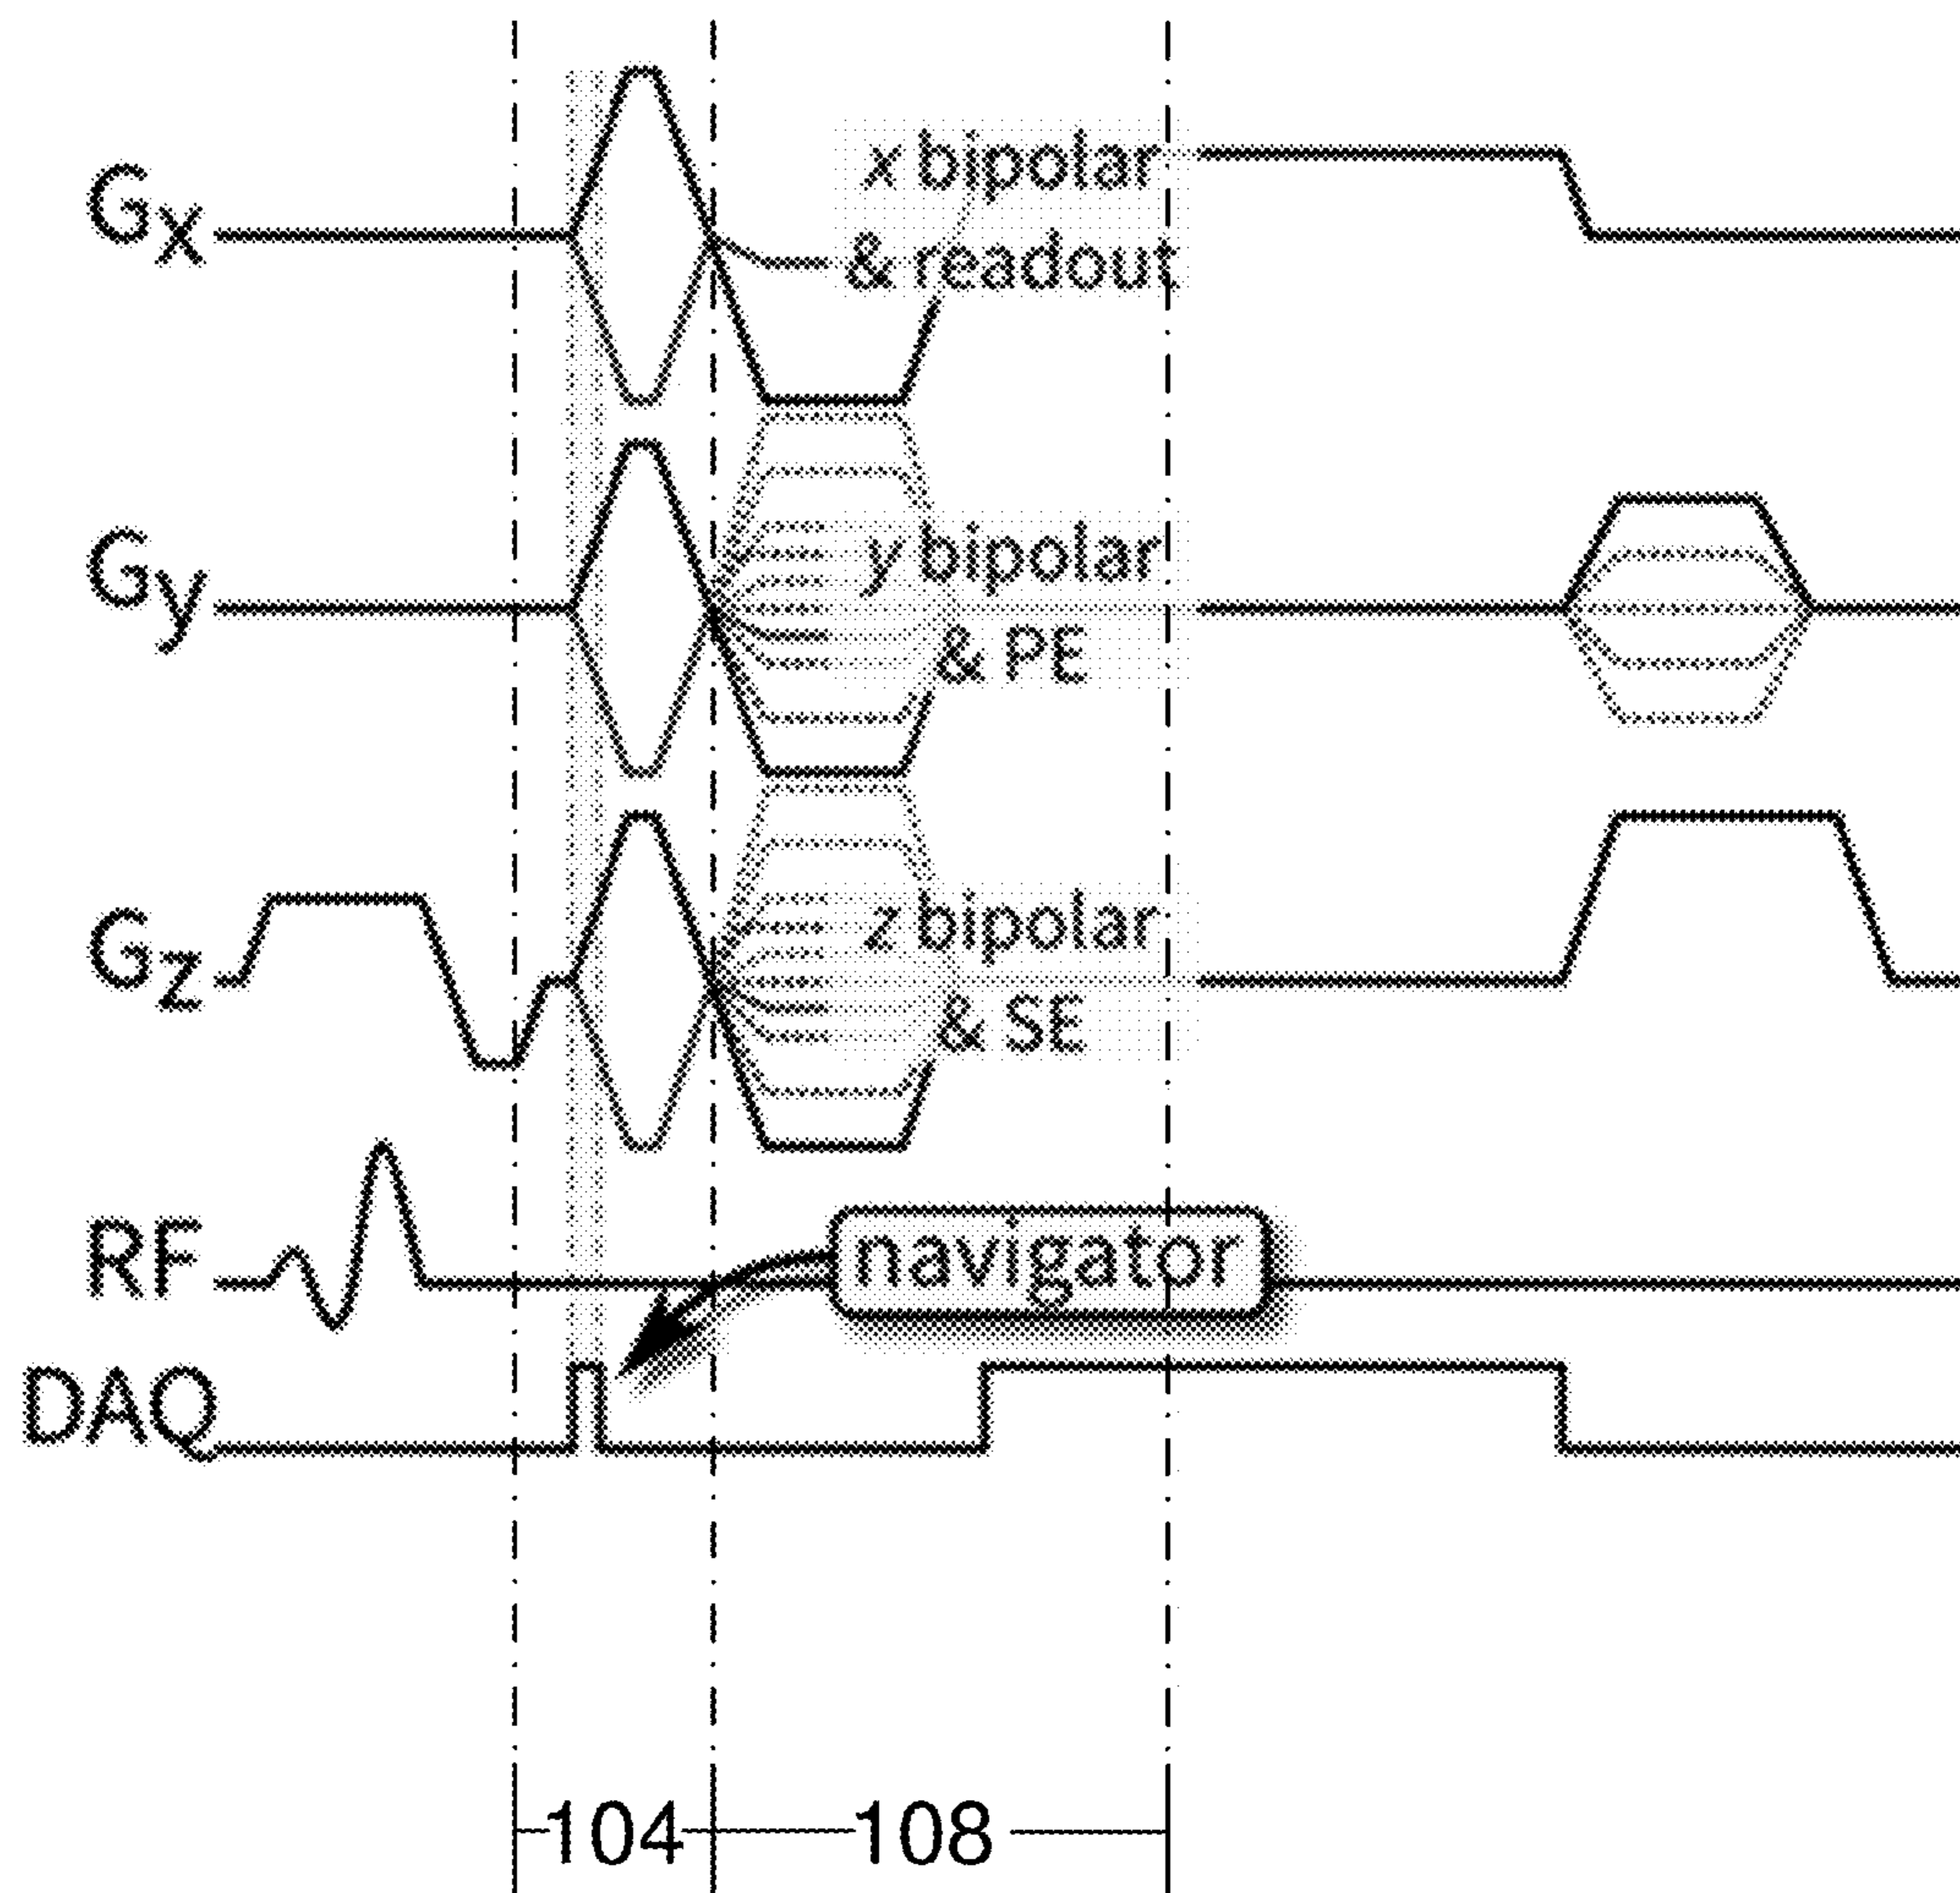 Gx
x bipolar
& readout
Gy
y bipolar
& PE
Gz
z bipolar
& SE
RF
navigator
DAQ
104
108